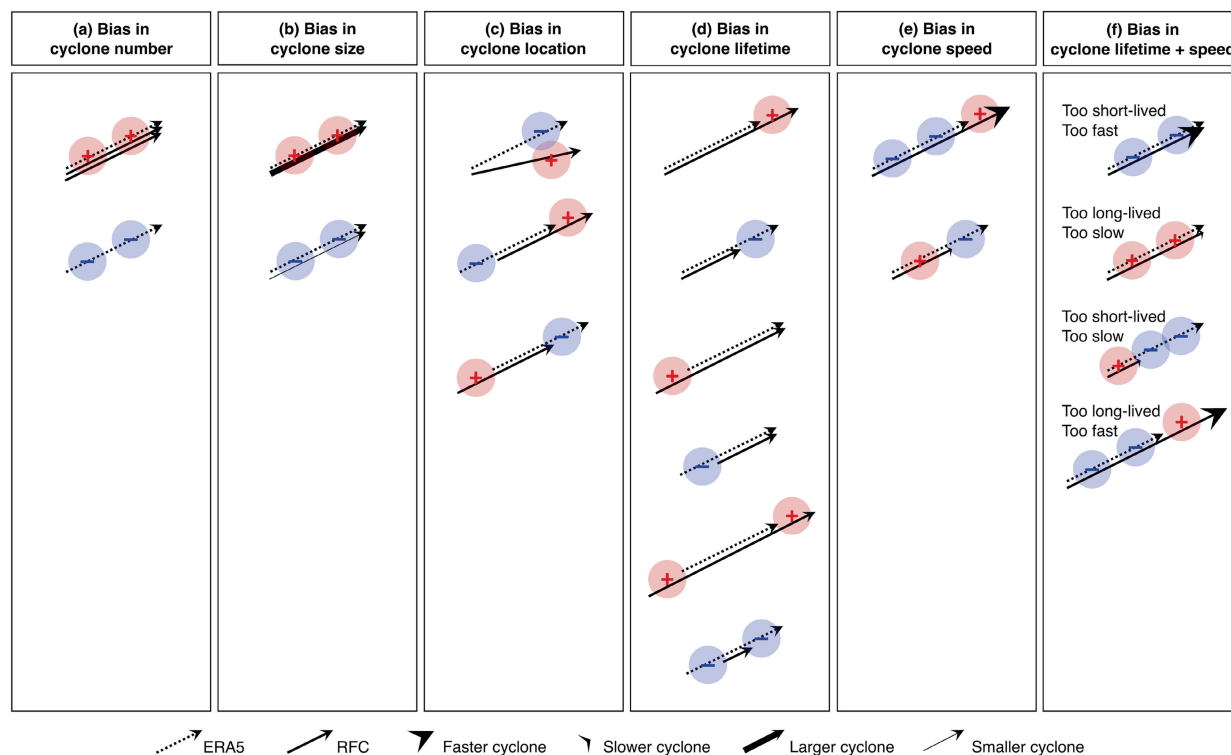 (a) Bias in
cyclone number
(b) Bias in
cyclone size
(c) Bias in
cyclone location
(d) Bias in
cyclone lifetime
(e) Bias in
cyclone speed
(f) Bias in
cyclone lifetime + speed
+ +
− −
+ +
− −
−
+
+
−
+
−
+
−
+
−
+
+
−
−
+
− −
+ −
Too short-lived
Too fast
− −
Too long-lived
Too slow
+ +
Too short-lived
Too slow
+ − −
Too long-lived
Too fast
− − +
ERA5
RFC
Faster cyclone
Slower cyclone
Larger cyclone
Smaller cyclone